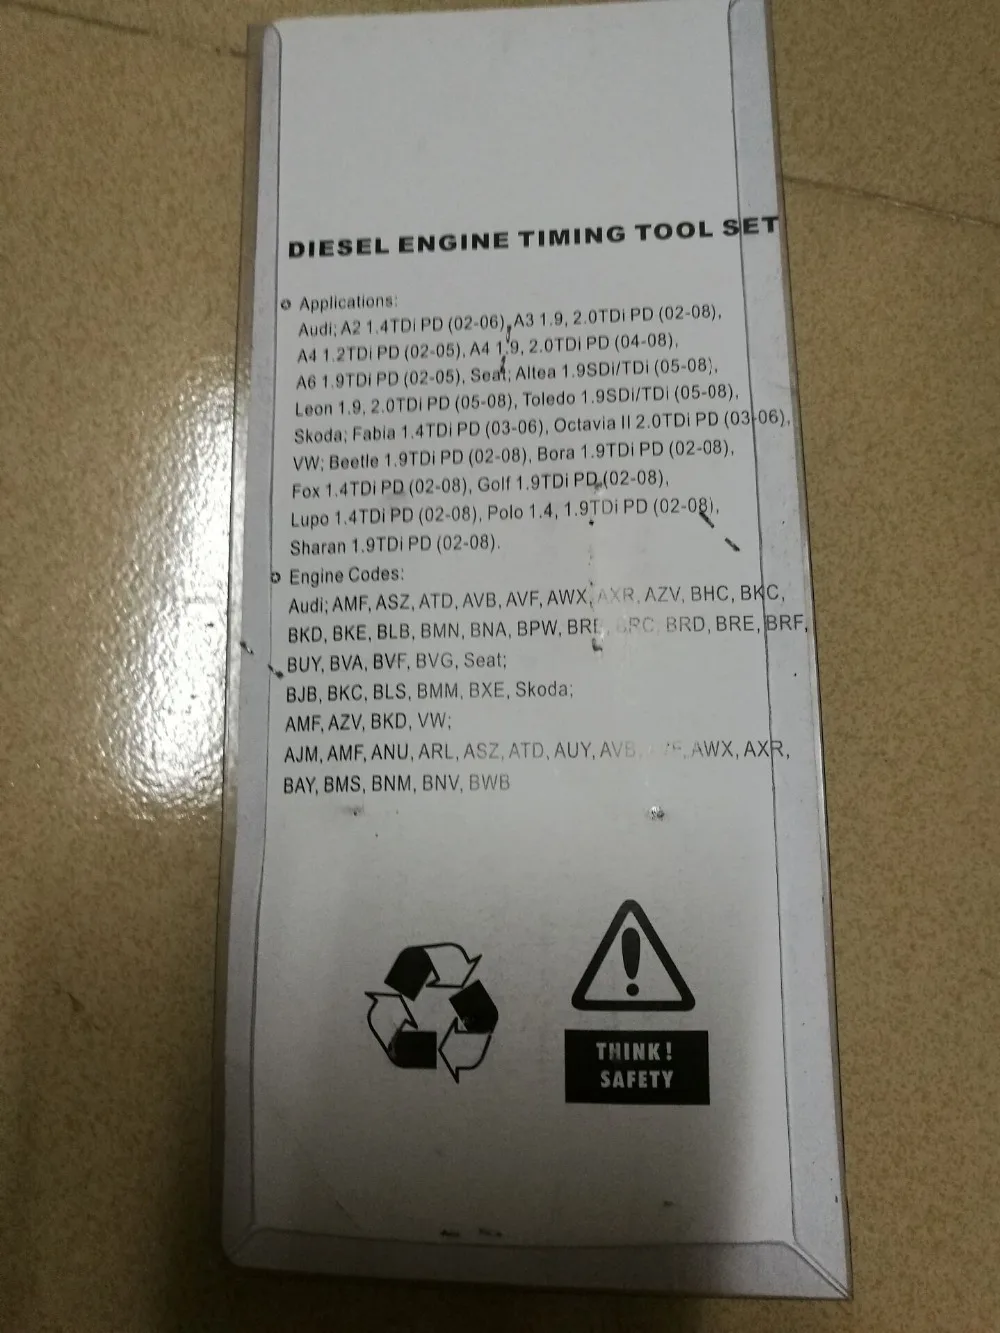 DIESEL ENGINE TIMING TOOL SET
Applications:
Audi; A2 1.4TDi PD (02-06), A3 1.9, 2.0TDi PD (02-08),
A4 1.2TDi PD (02-05), A4 1.9, 2.0TDi PD (04-08),
A6 1.9TDi PD (02-05), Seat; Altea 1.9SDi/TDi (05-08),
Leon 1.9, 2.0TDi PD (05-08), Toledo 1.9SDi/TDi (05-08),
Skoda; Fabia 1.4TDi PD (03-06), Octavia II 2.0TDi PD (03-06),
VW; Beetle 1.9TDi PD (02-08), Bora 1.9TDi PD (02-08),
Fox 1.4TDi PD (02-08), Golf 1.9TDi PD (02-08),
Lupo 1.4TDi PD (02-08), Polo 1.4, 1.9TDi PD (02-08),
Sharan 1.9TDi PD (02-08).
Engine Codes:
Audi; AMF, ASZ, ATD, AVB, AVF, AWX, AXR, AZV, BHC, BKC,
BKD, BKE, BLB, BMN, BNA, BPW, BRC, BRD, BRE, BRF,
BUY, BVA, BVF, BVG, Seat;
BJB, BKC, BLS, BMM, BXE, Skoda;
AMF, AZV, BKD, VW;
AJM, AMF, ANU, ARL, ASZ, ATD, AUY, AVB, AWX, AXR,
BAY, BMS, BNM, BNV, BWB
THINK!
SAFETY